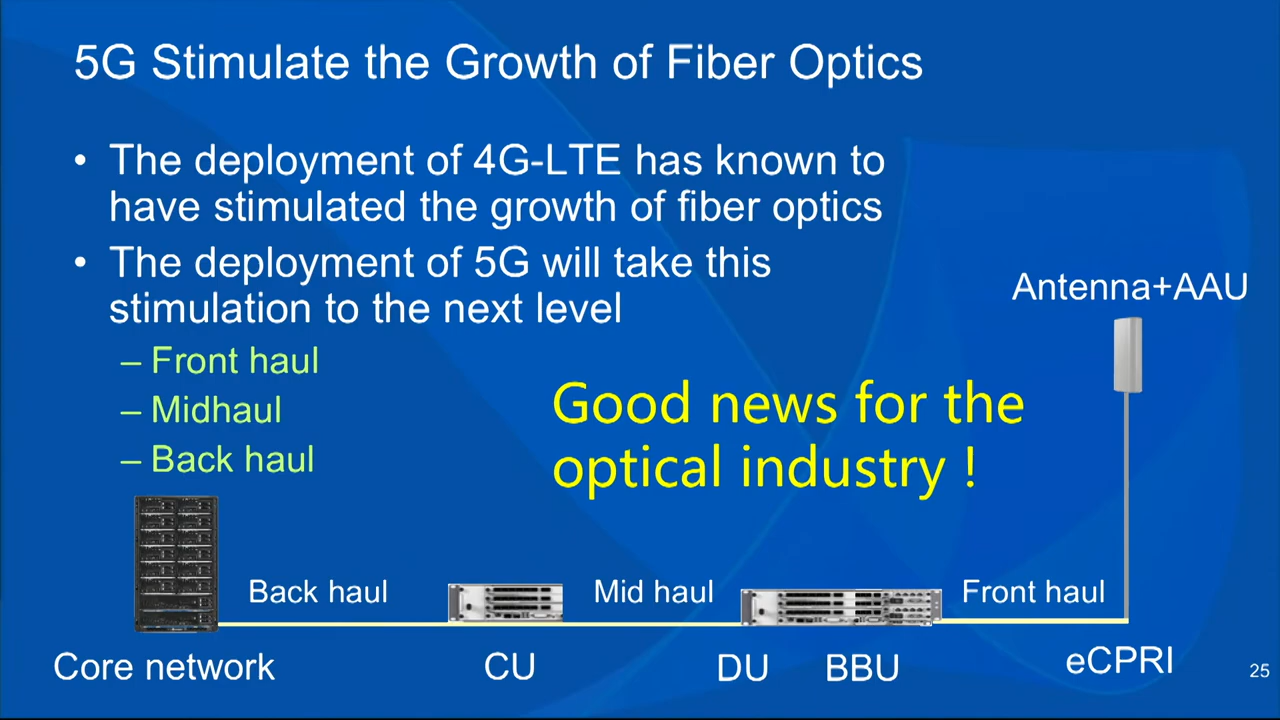 5G Stimulate the Growth of Fiber Optics
• The deployment of 4G-LTE has known to
have stimulated the growth of fiber optics
• The deployment of 5G will take this
stimulation to the next level
– Front haul
– Midhaul
– Back haul
Good news for the
optical industry !
Antenna+AAU
Back haul
Mid haul
Front haul
Core network
CU
DU
BBU
eCPRI
25